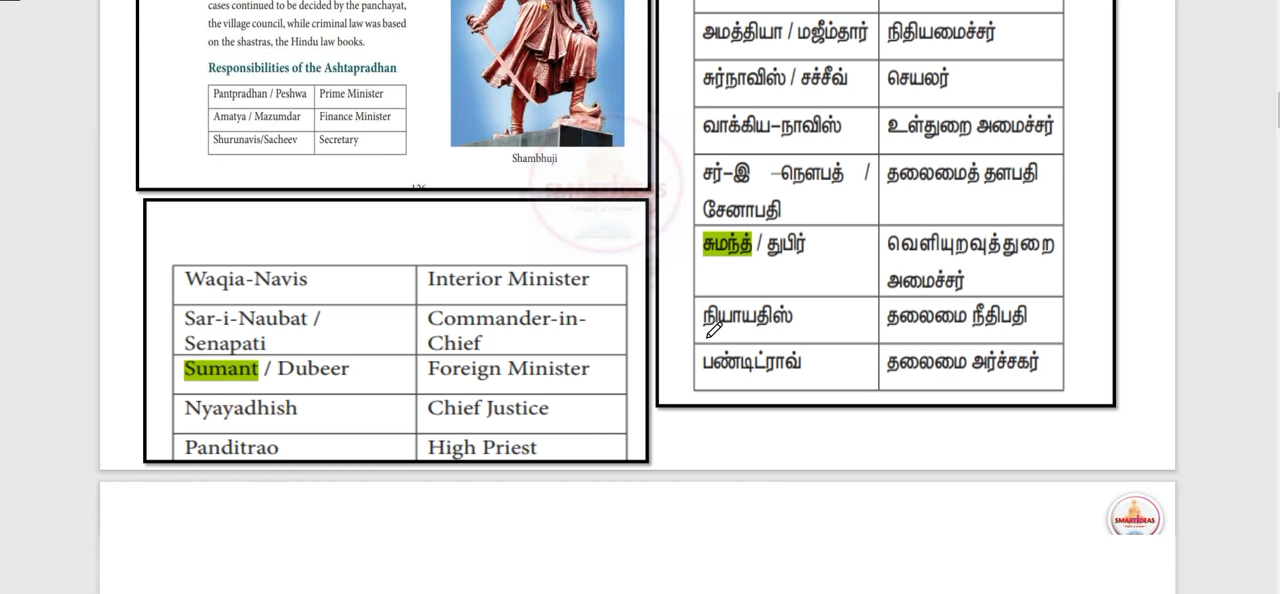 cases continued to be decided by the panchayat,
the village council, while criminal law was based
on the shastras, the Hindu law books.
Responsibilities of the Ashtapradhan
Pantpradhan / Peshwa Prime Minister
Amatya / Mazumdar Finance Minister
Shurunavis/Sacheev Secretary
Shambhuji
Waqia-Navis Interior Minister
Sar-i-Naubat / Commander-in-
Senapati Chief
Sumant / Dubeer Foreign Minister
Nyayadhish Chief Justice
Panditrao High Priest
அமத்தியா / மஜீம்தார் நிதியமைச்சர்
சுர்நாவிஸ் / சச்சீவ் செயலர்
வாக்கிய-நாவிஸ் உள்துறை அமைச்சர்
சர்-இ -நௌபத் / தலைமைத் தளபதி
சேனாபதி
சுமந்த் / துபிர் வெளியுறவுத்துறை
அமைச்சர்
நியாயதிஸ் தலைமை நீதிபதி
பண்டிட்ராவ் தலைமை அர்ச்சகர்
SMART IDEAS